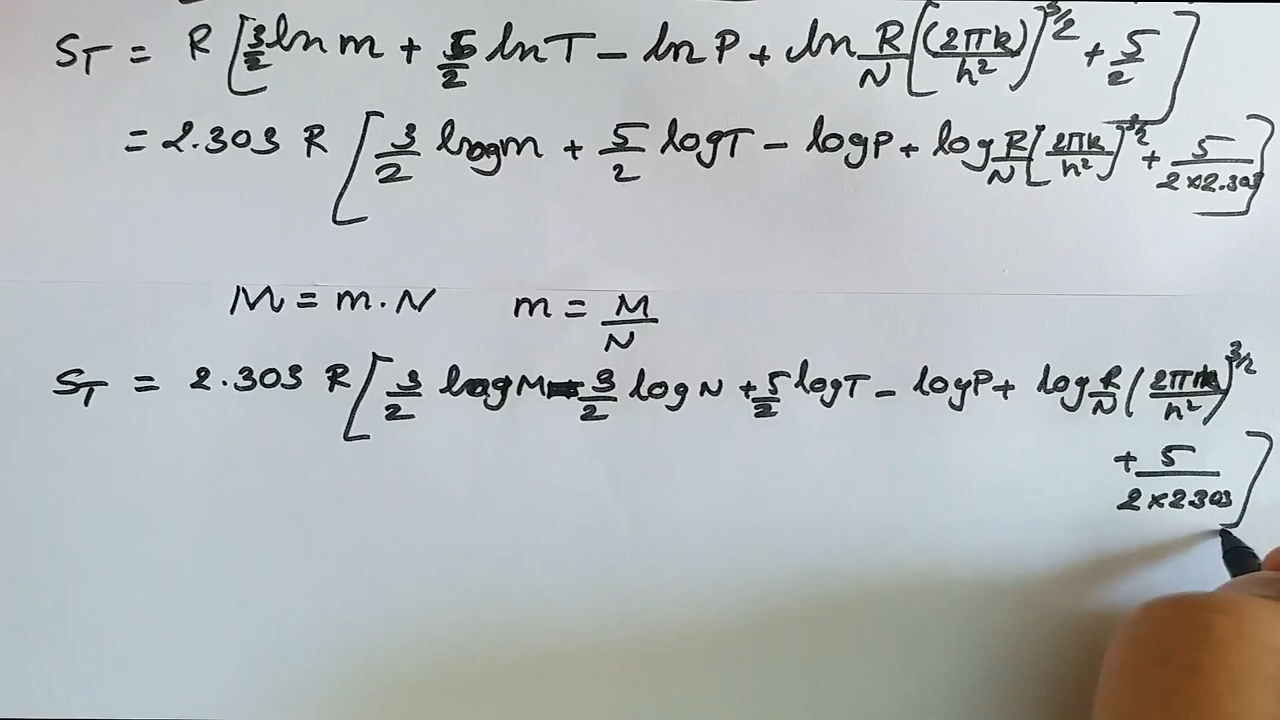 S_T = R [3/2 ln m + 5/2 ln T - ln P + ln R/N [(2πk)/h²]^3/2 + 5/2]
= 2.303 R [3/2 log m + 5/2 log T - log P + log R/N [2πk/h²]^3/2 + 5/(2×2.303)]
M = m.N m = M/N
S_T = 2.303 R [3/2 log M - 3/2 log N + 5/2 log T - log P + log R/N (2πk/h²)^3/2
+ 5/(2×2.303)]